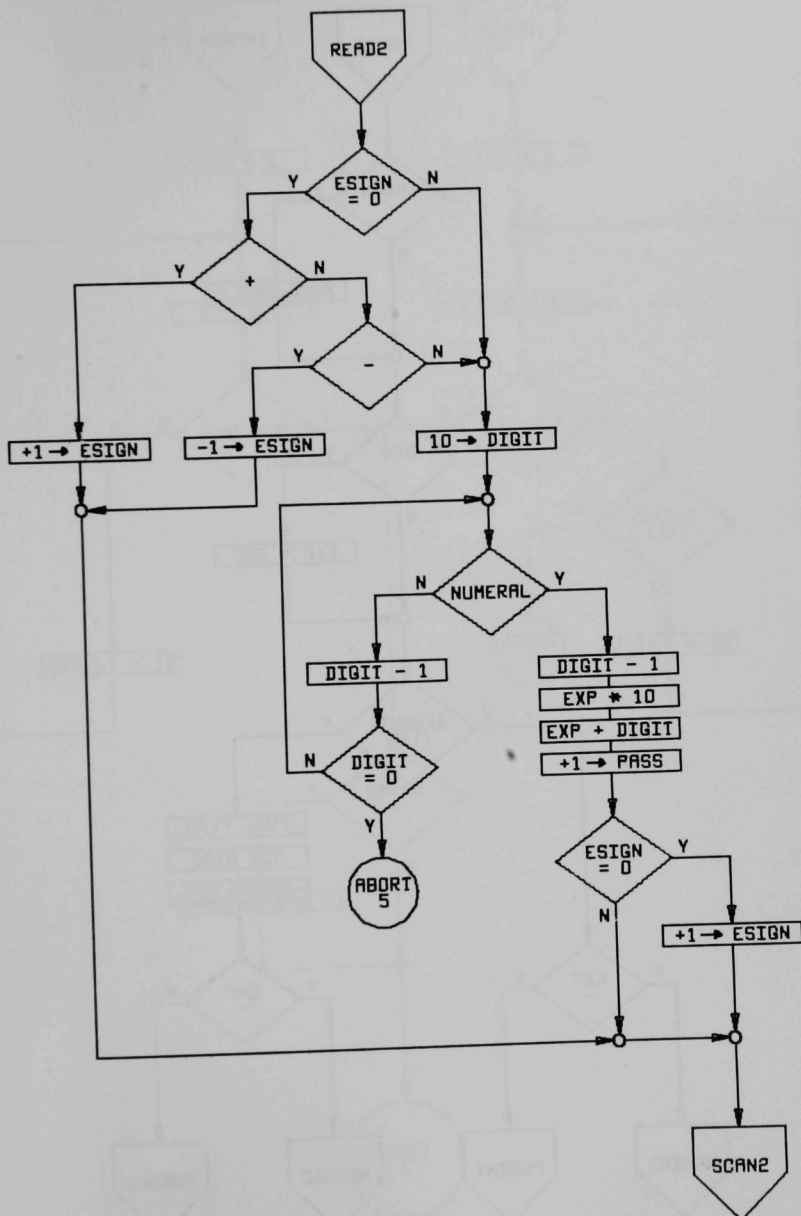 READ2
ESIGN
= 0
Y
N
+
Y
N
-
Y
N
+1 → ESIGN
-1 → ESIGN
10 → DIGIT
NUMERAL
N
Y
DIGIT - 1
DIGIT - 1
EXP * 10
EXP + DIGIT
+1 → PASS
DIGIT
= 0
N
Y
ABORT
5
ESIGN
= 0
Y
N
+1 → ESIGN
SCAN2